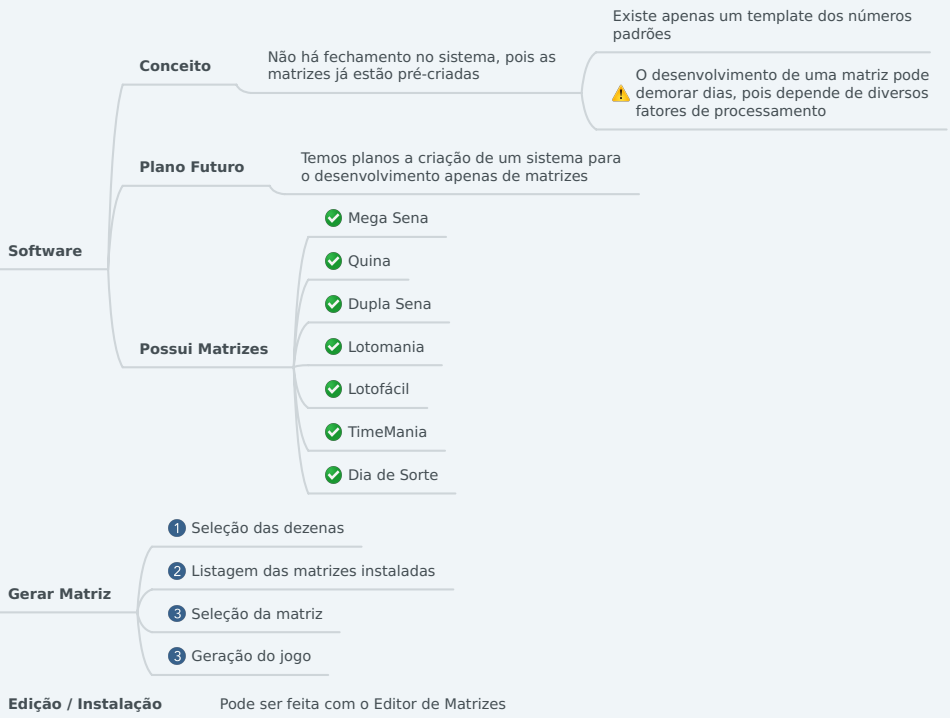 Software
Conceito
Não há fechamento no sistema, pois as
matrizes já estão pré-criadas
Existe apenas um template dos números
padrões
O desenvolvimento de uma matriz pode
demorar dias, pois depende de diversos
fatores de processamento
Plano Futuro
Temos planos a criação de um sistema para
o desenvolvimento apenas de matrizes
Possui Matrizes
Mega Sena
Quina
Dupla Sena
Lotomania
Lotofácil
TimeMania
Dia de Sorte
Gerar Matriz
1 Seleção das dezenas
2 Listagem das matrizes instaladas
3 Seleção da matriz
3 Geração do jogo
Edição / Instalação
Pode ser feita com o Editor de Matrizes